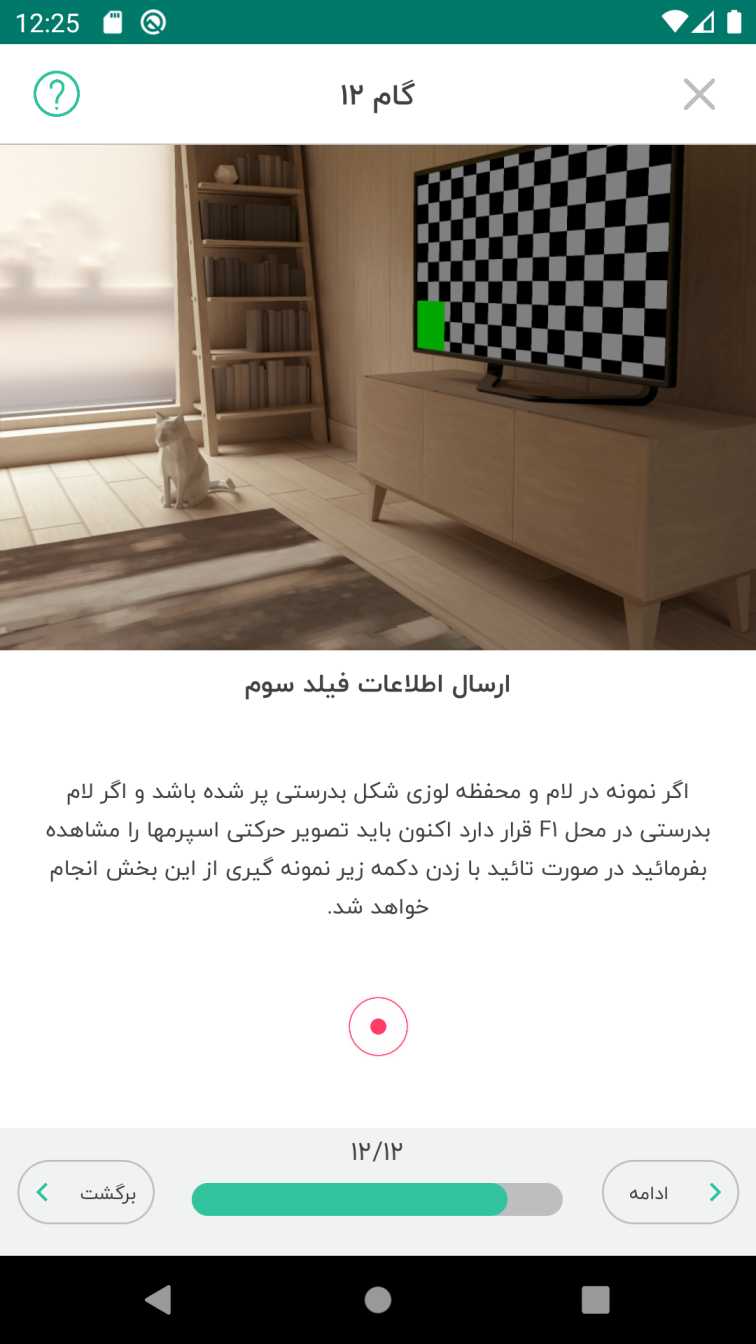 12:25
گام ۱۲
ارسال اطلاعات فیلد سوم
اگر نمونه در لام و محفظه لوزی شکل بدرستی پر شده باشد و اگر لام
بدرستی در محل F۱ قرار دارد اکنون باید تصویر حرکتی اسپرمها را مشاهده
بفرمائید در صورت تائید با زدن دکمه زیر نمونه گیری از این بخش انجام
خواهد شد.
۱۲/۱۲
ادامه
برگشت